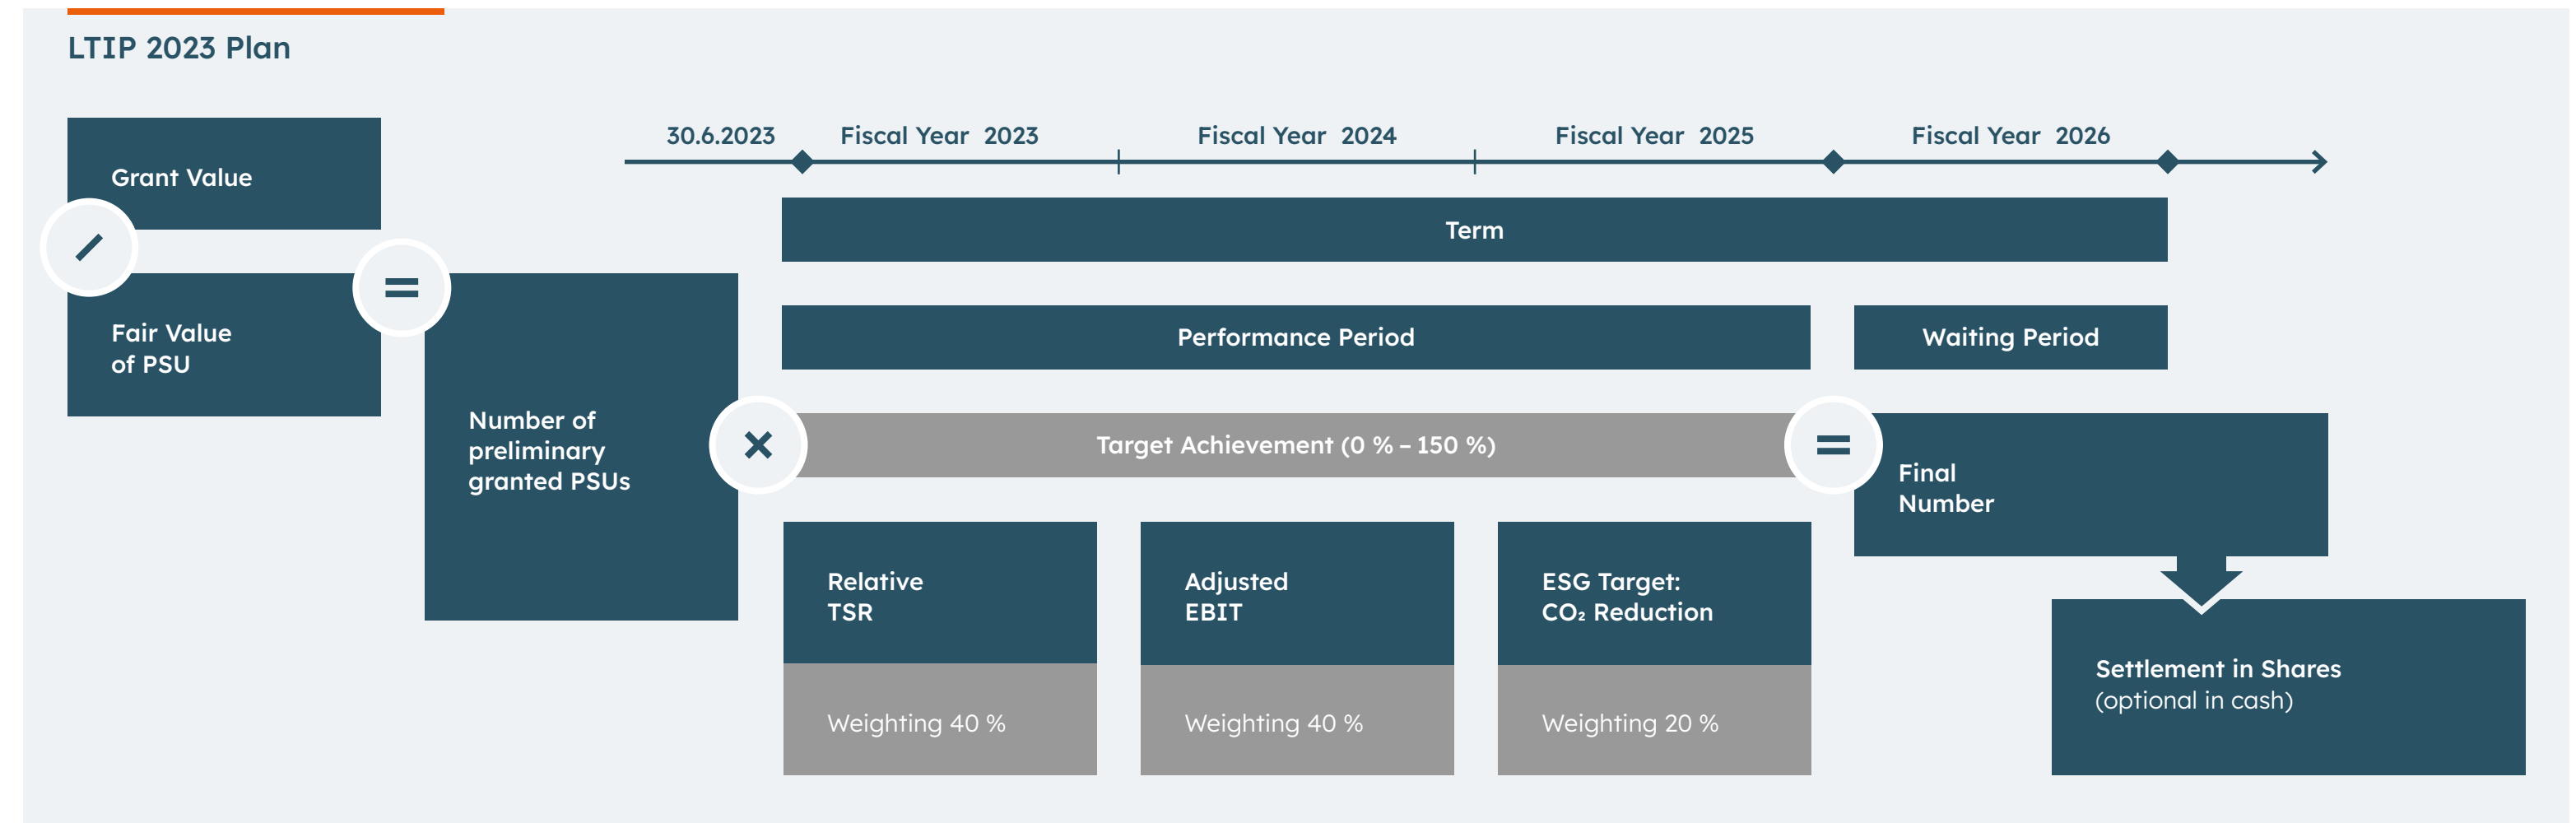 LTIP 2023 Plan
30.6.2023
Fiscal Year 2023
Fiscal Year 2024
Fiscal Year 2025
Fiscal Year 2026
Grant Value
/
Fair Value
of PSU
=
Number of
preliminary
granted PSUs
×
Term
Performance Period
Waiting Period
Target Achievement (0 % – 150 %)
=
Final
Number
Relative
TSR
Weighting 40 %
Adjusted
EBIT
Weighting 40 %
ESG Target:
CO₂ Reduction
Weighting 20 %
Settlement in Shares
(optional in cash)